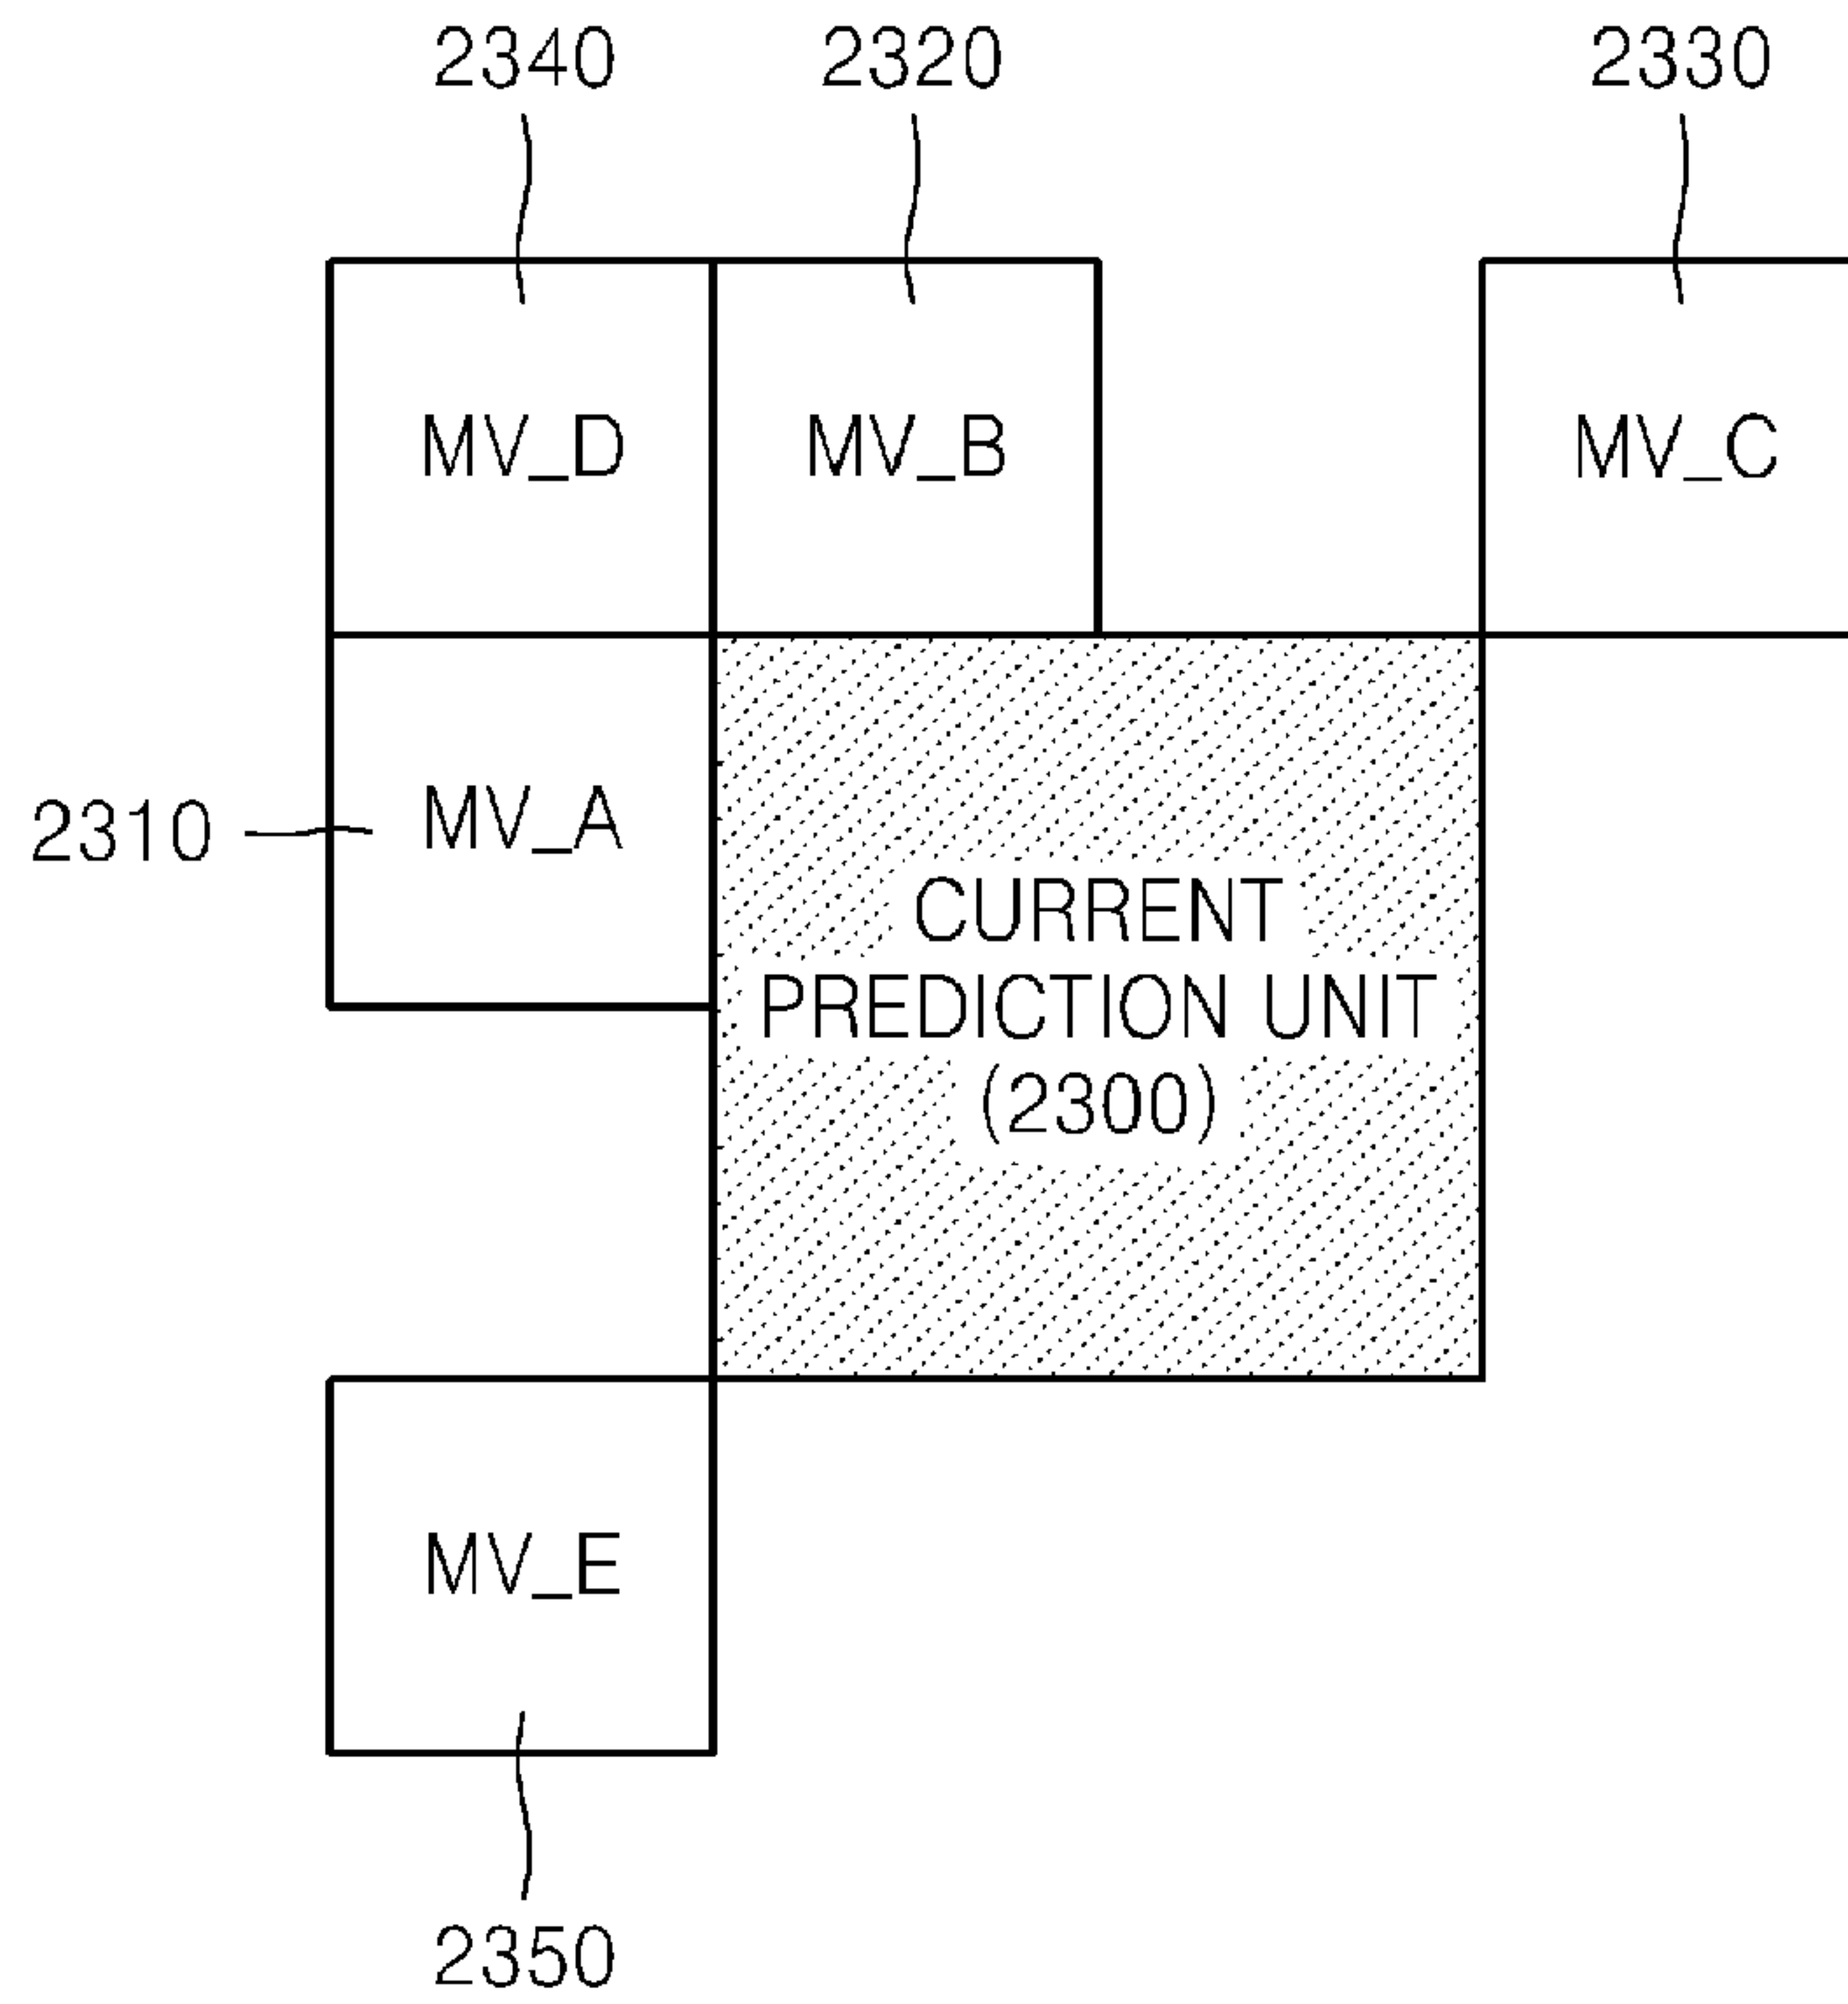 2340
2320
2330
MV_D
MV_B
MV_C
2310
MV_A
CURRENT
PREDICTION UNIT
(2300)
MV_E
2350